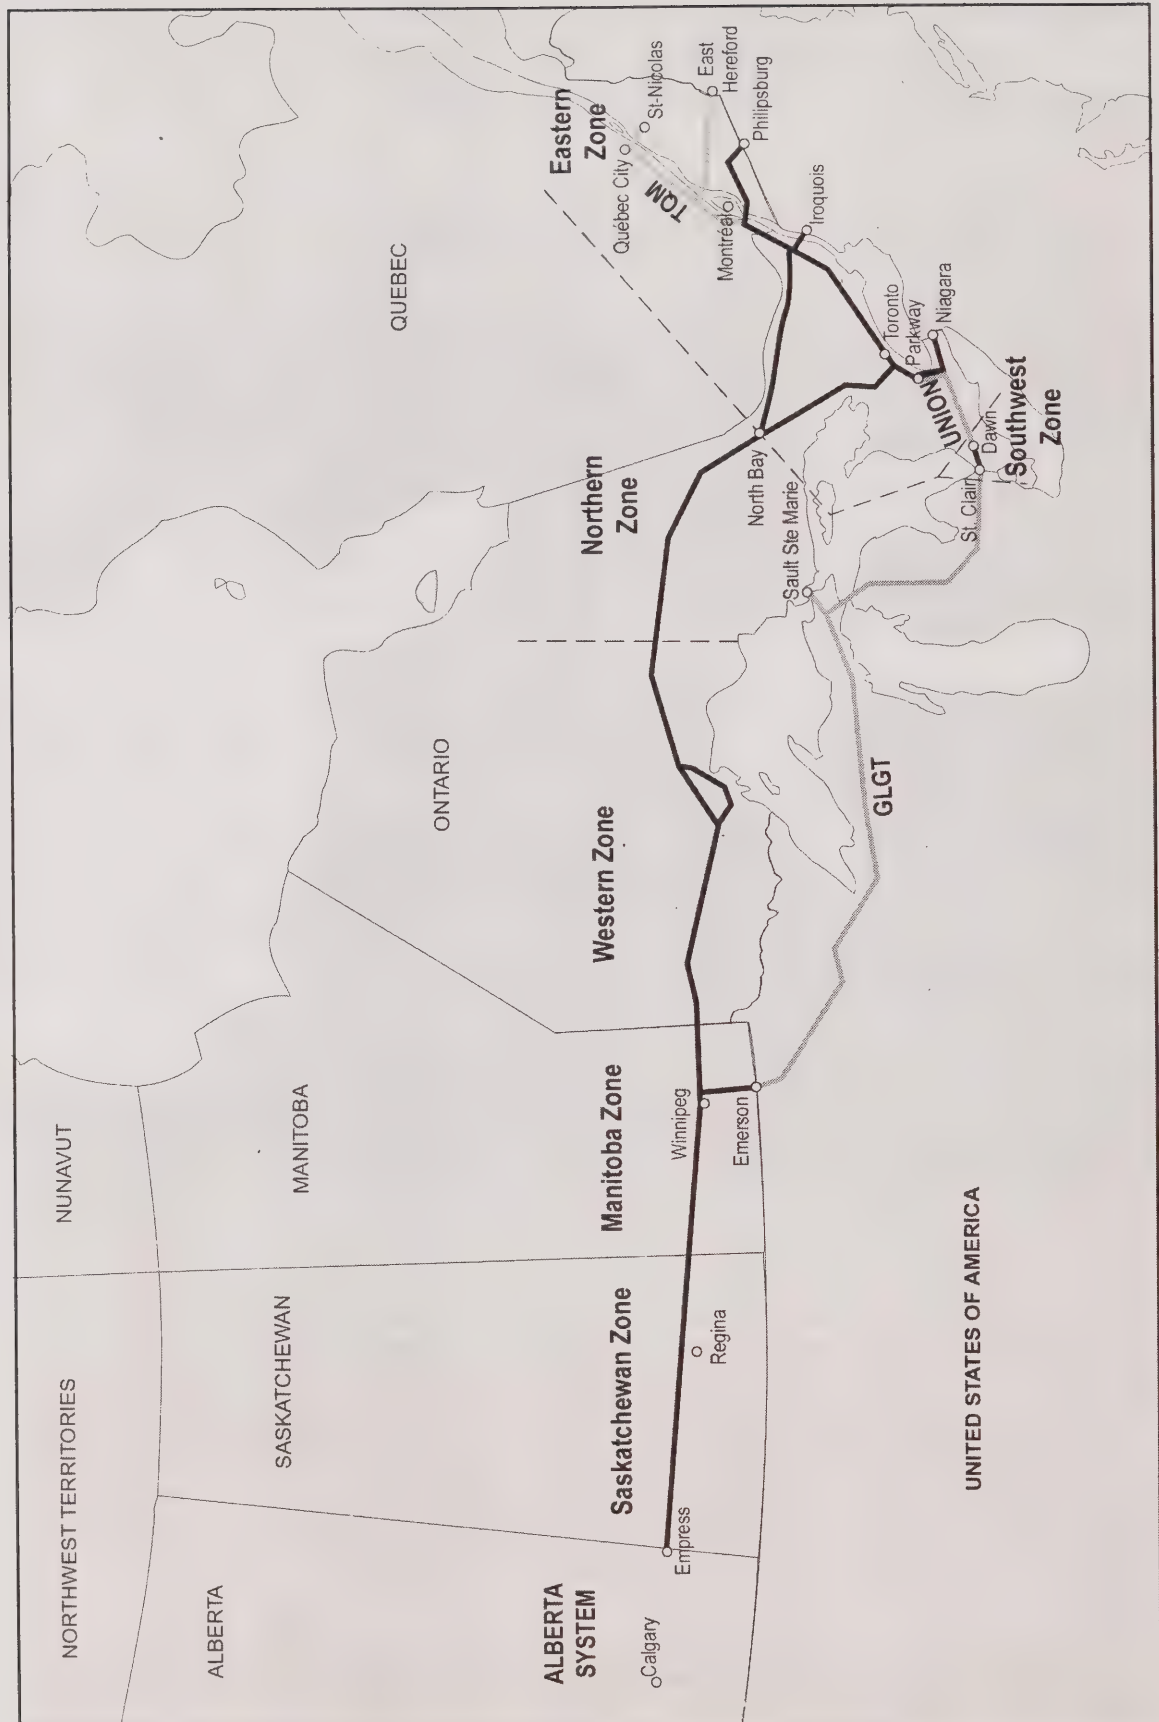 NORTHWEST TERRITORIES
NUNAVUT
ALBERTA
SASKATCHEWAN
MANITOBA
ONTARIO
QUEBEC
ALBERTA
SYSTEM
Saskatchewan Zone
Manitoba Zone
Western Zone
Northern
Zone
Eastern
Zone
Southwest
Zone
Calgary
Empress
Regina
Winnipeg
Emerson
GLGT
Sault Ste Marie
North Bay
St. Clair
Dawn
UNION
Toronto
Parkway
Niagara
Iroquois
Montréal
TQM
Québec City
St-Nicolas
East
Hereford
Philipsburg
UNITED STATES OF AMERICA